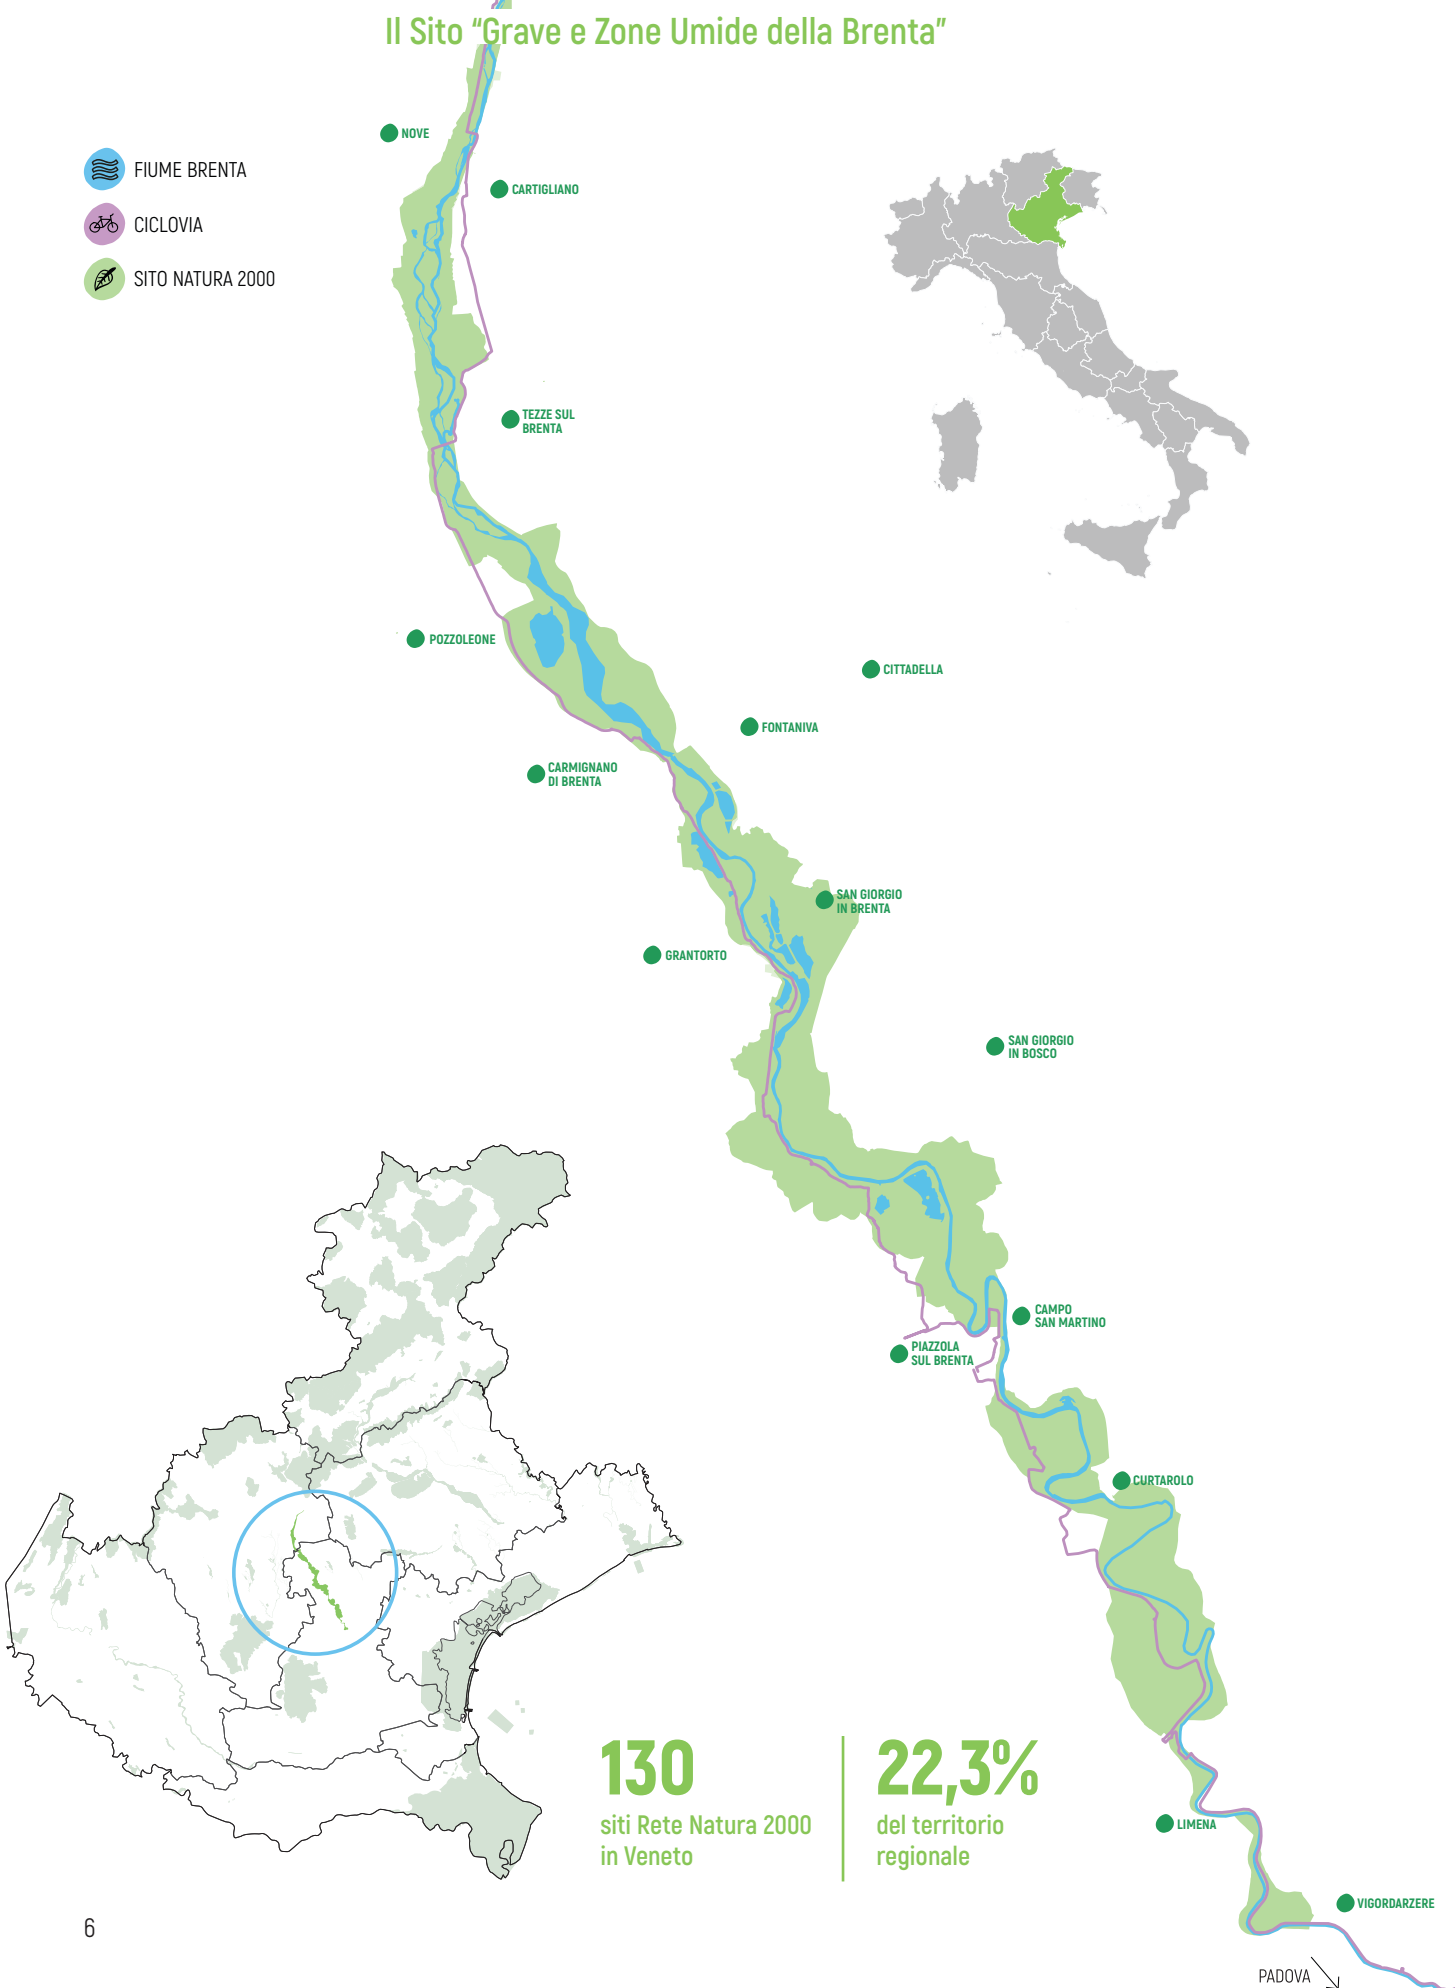 Il Sito “Grave e Zone Umide della Brenta”
NOVE
FIUME BRENTA
CARTIGLIANO
CICLOVIA
SITO NATURA 2000
TEZZE SUL
BRENTA
POZZOLEONE
CITTADELLA
FONTANIVA
CARMIGNANO
DI BRENTA
SAN GIORGIO
IN BRENTA
GRANTORTO
SAN GIORGIO
IN BOSCO
CAMPO
SAN MARTINO
PIAZZOLA
SUL BRENTA
CURTAROLO
130
siti Rete Natura 2000
in Veneto
22,3%
del territorio
regionale
LIMENA
VIGORDARZERE
PADOVA
6